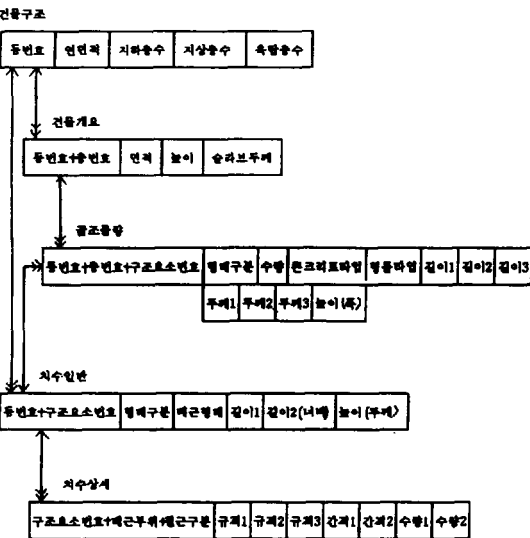 건물구조
동번호 연면적 지하층수 지상층수 옥탑층수
건물개요
동번호+층번호 면적 높이 슬라브두께
골조물량
동번호+층번호+구조요소번호 형태구분 수량 콘크리트타입 거푸집타입 길이1 길이2 길이3
두께1 두께2 두께3 높이(폭)
치수일반
동번호+구조요소번호 형태구분 배근형태 길이1 길이2(너비) 높이(두께)
치수상세
구조요소번호+배근부위+철근구분 규격1 규격2 규격3 간격1 간격2 수량1 수량2